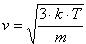 v = √(3·k·T / m)